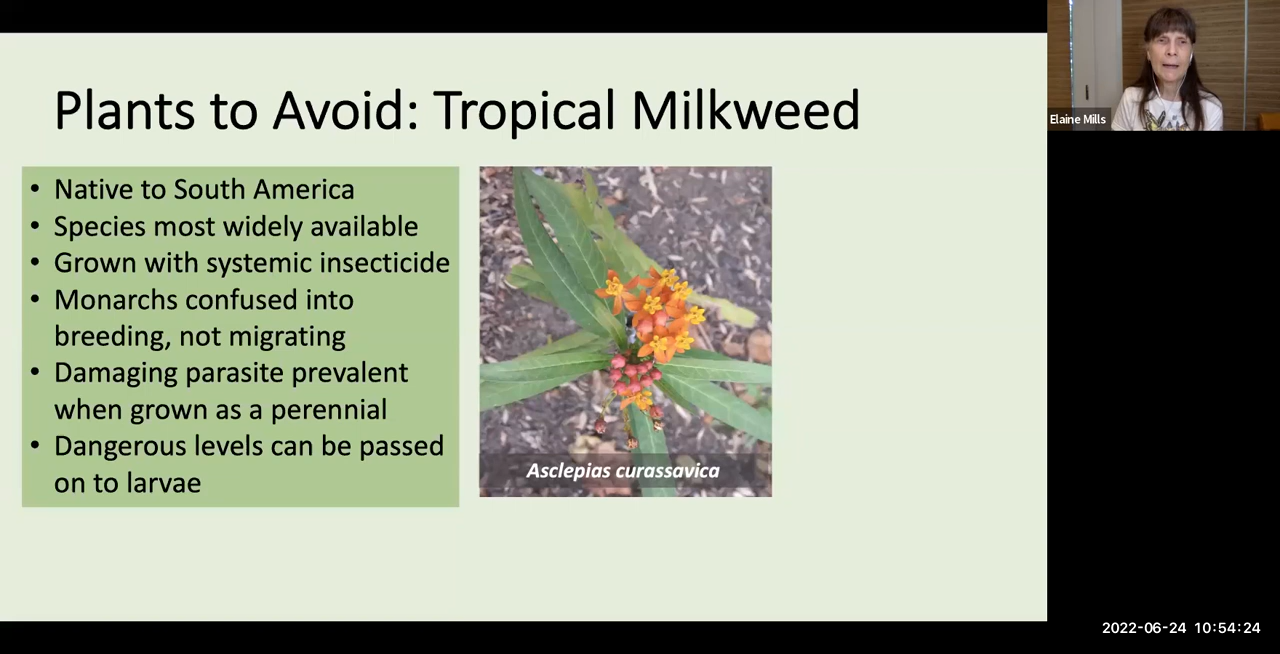 Plants to Avoid: Tropical Milkweed
• Native to South America
• Species most widely available
• Grown with systemic insecticide
• Monarchs confused into
breeding, not migrating
• Damaging parasite prevalent
when grown as a perennial
• Dangerous levels can be passed
on to larvae
Asclepias curassavica
Elaine Mills
2022-06-24 10:54:24